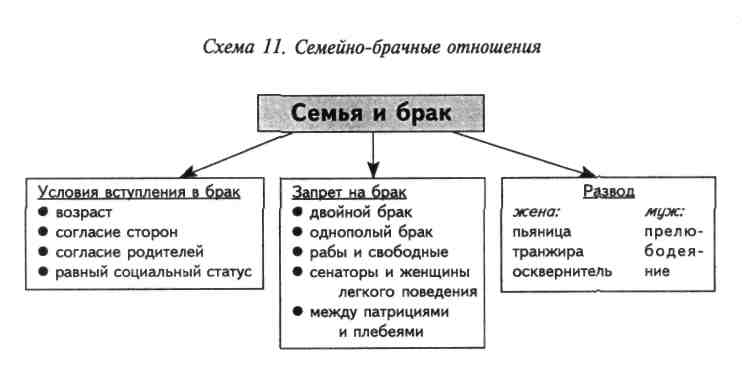 Схема 11. Семейно-брачные отношения
Семья и брак
Условия вступления в брак
● возраст
● согласие сторон
● согласие родителей
● равный социальный статус
Запрет на брак
● двойной брак
● однополый брак
● рабы и свободные
● сенаторы и женщины
легкого поведения
● между патрициями
и плебеями
Развод
жена: муж:
пьяница прелю-
транжира бодея-
осквернитель ние